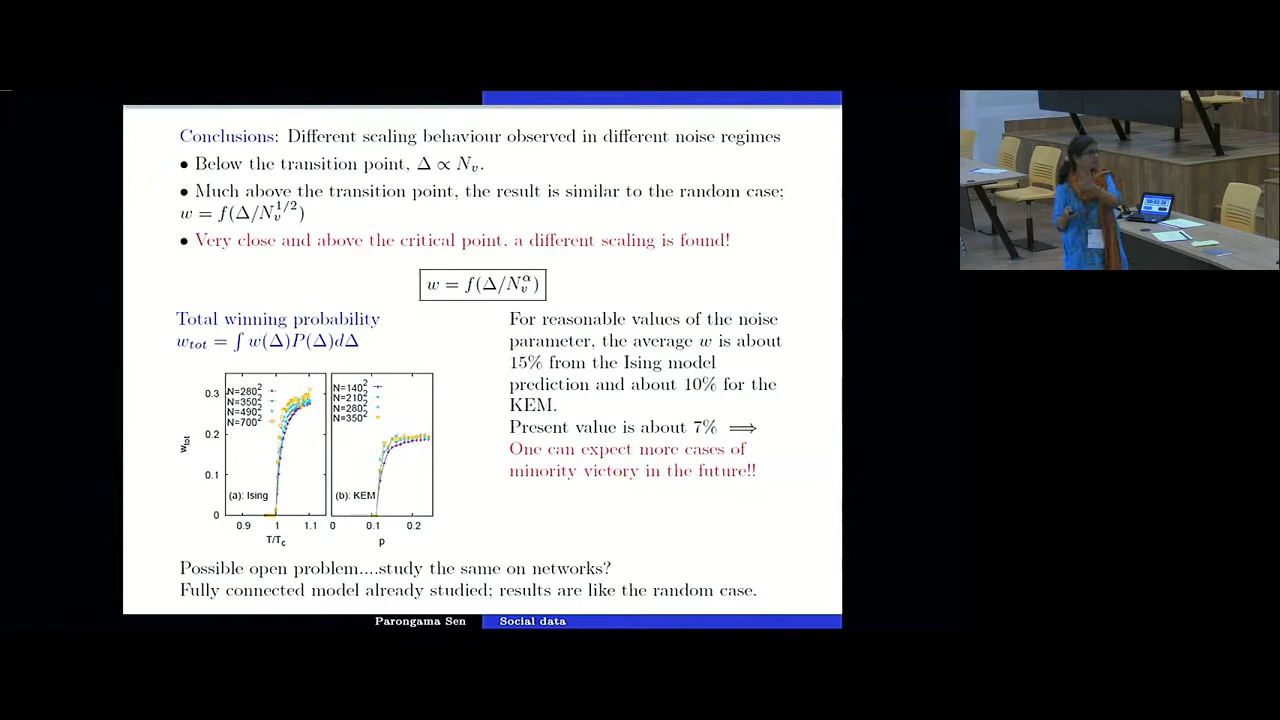 Conclusions: Different scaling behaviour observed in different noise regimes
• Below the transition point, Δ ∝ N_v.
• Much above the transition point, the result is similar to the random case;
w = f(Δ/N_v^{1/2})
• Very close and above the critical point, a different scaling is found!
w = f(Δ/N_v^α)
Total winning probability
w_{tot} = ∫ w(Δ)P(Δ)dΔ
0.3
0.2
0.1
0
w_{tot}
N=280²
N=350²
N=490²
N=700²
(a): Ising
0.9 1 1.1
T/T_c
N=140²
N=210²
N=280²
N=350²
(b): KEM
0 0.1 0.2
p
For reasonable values of the noise
parameter, the average w is about
15% from the Ising model
prediction and about 10% for the
KEM.
Present value is about 7% ⟹
One can expect more cases of
minority victory in the future!!
Possible open problem....study the same on networks?
Fully connected model already studied; results are like the random case.
Parongama Sen Social data